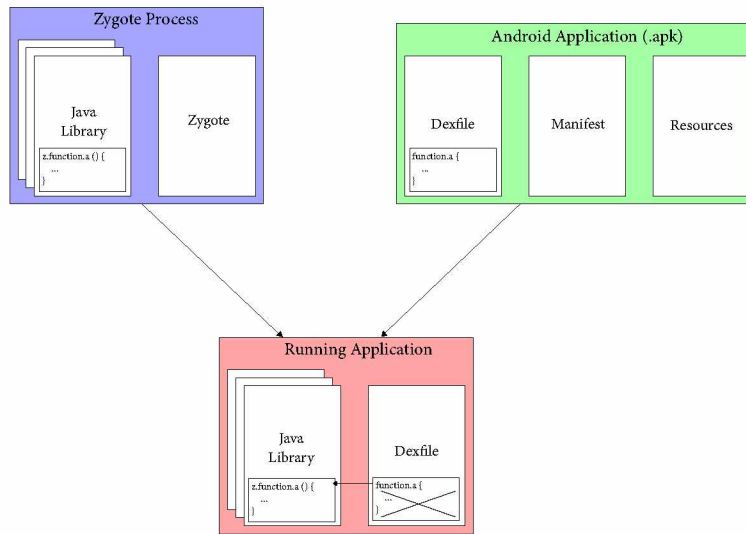 Zygote Process
Java
Library
z.function.a () {
...
}
Zygote
Android Application (.apk)
Dexfile
function.a {
...
}
Manifest
Resources
Running Application
Java
Library
z.function.a () {
...
}
Dexfile
function.a {
...
}